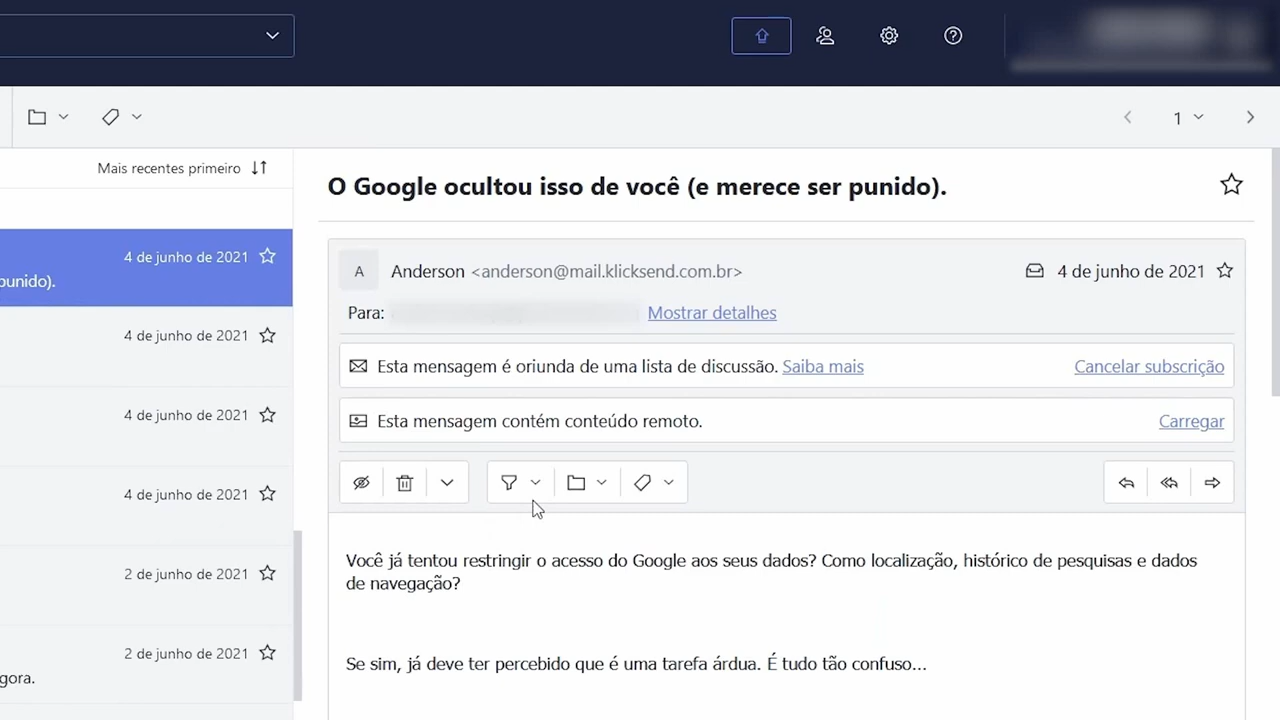 1
Mais recentes primeiro
4 de junho de 2021
punido).
4 de junho de 2021
4 de junho de 2021
4 de junho de 2021
2 de junho de 2021
2 de junho de 2021
gora.
O Google ocultou isso de você (e merece ser punido).
A
Anderson <anderson@mail.klicksend.com.br>
4 de junho de 2021
Para:
Mostrar detalhes
Esta mensagem é oriunda de uma lista de discussão. Saiba mais
Cancelar subscrição
Esta mensagem contém conteúdo remoto.
Carregar
Você já tentou restringir o acesso do Google aos seus dados? Como localização, histórico de pesquisas e dados
de navegação?
Se sim, já deve ter percebido que é uma tarefa árdua. É tudo tão confuso...